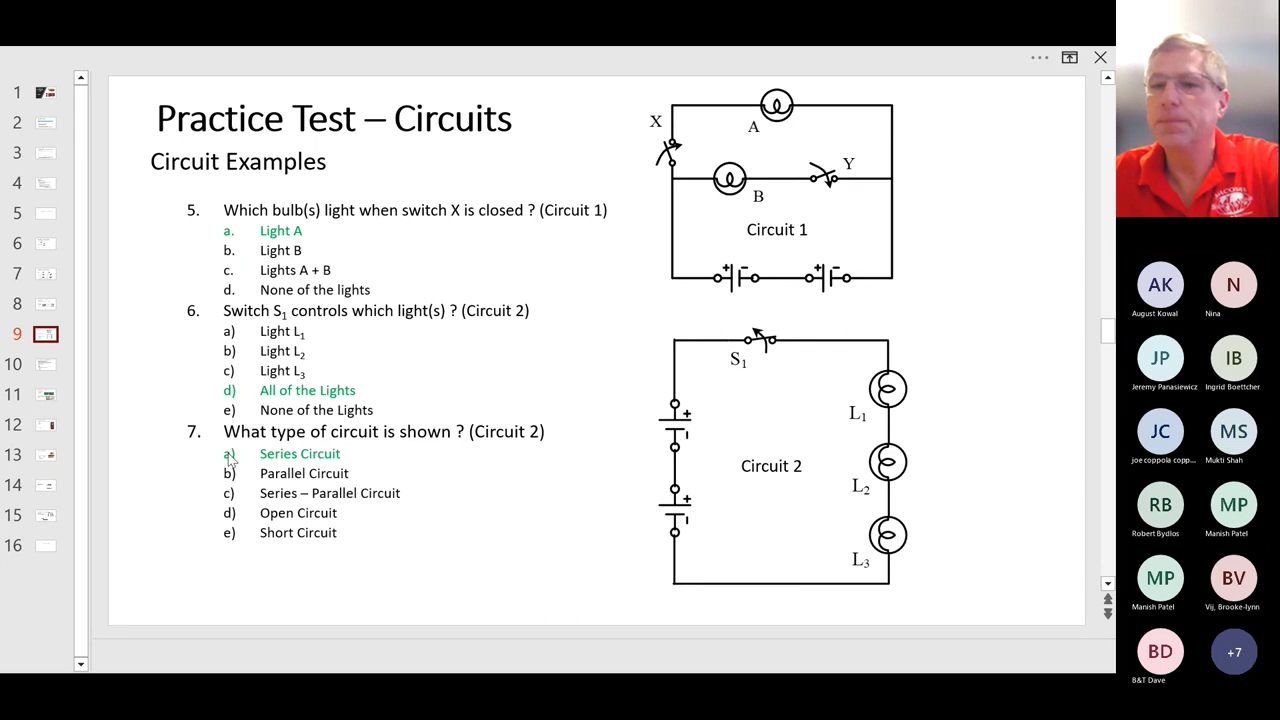 Practice Test – Circuits
Circuit Examples
5. Which bulb(s) light when switch X is closed ? (Circuit 1)
a. Light A
b. Light B
c. Lights A + B
d. None of the lights
6. Switch S₁ controls which light(s) ? (Circuit 2)
a) Light L₁
b) Light L₂
c) Light L₃
d) All of the Lights
e) None of the Lights
7. What type of circuit is shown ? (Circuit 2)
a) Series Circuit
b) Parallel Circuit
c) Series – Parallel Circuit
d) Open Circuit
e) Short Circuit
X
A
Y
B
Circuit 1
+ - + -
S₁
L₁
+
-
Circuit 2
L₂
+
-
L₃
1
2
3
4
5
6
7
8
9
10
11
12
13
14
15
16
AK N
August Kowal Nina
JP IB
Jeremy Panasiewicz Ingrid Boettcher
JC MS
joe coppola copp... Mukti Shah
RB MP
Robert Bydlos Manish Patel
MP BV
Manish Patel Vij, Brooke-lynn
BD +7
B&T Dave